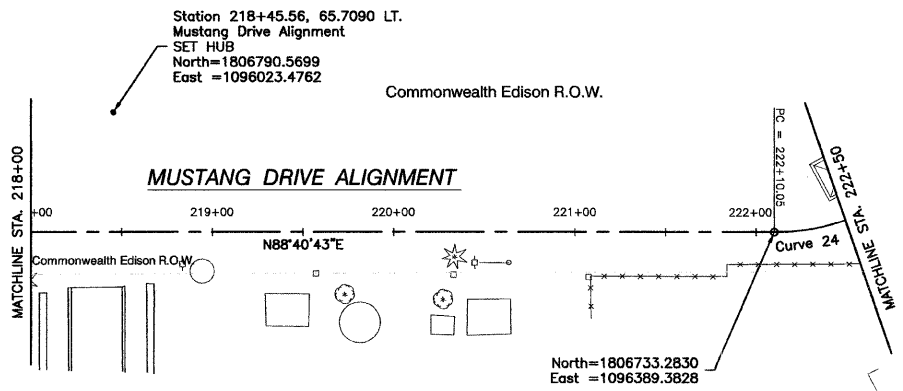 Station 218+45.56, 65.7090 LT.
Mustang Drive Alignment
SET HUB
North=1806790.5699
East =1096023.4762
Commonwealth Edison R.O.W.
MUSTANG DRIVE ALIGNMENT
MATCHLINE STA. 218+00
+00
219+00
220+00
221+00
222+00
PC = 222+10.05
MATCHLINE STA. 222+50
N88°40'43"E
Curve 24
Commonwealth Edison R.O.W.
North=1806733.2830
East =1096389.3828